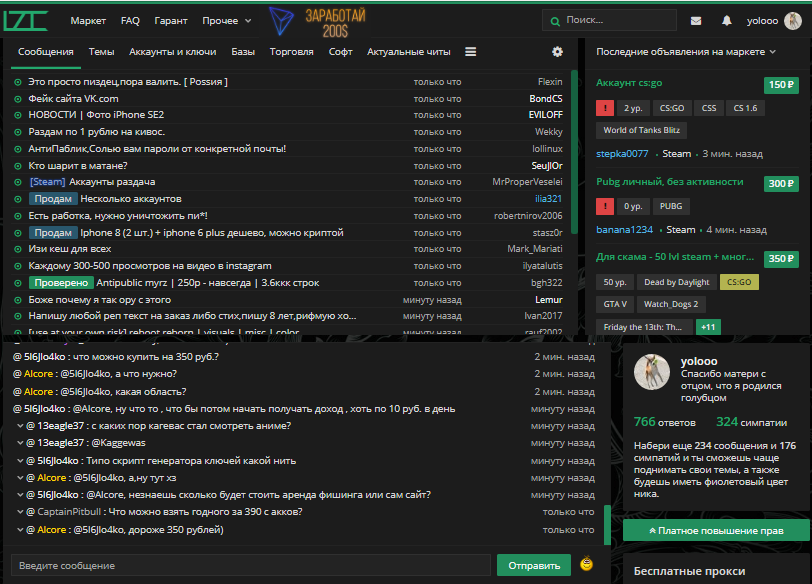 LZT Маркет FAQ Гарант Прочее ЗАРАБОТАЙ 200$ Поиск... yolooo
Сообщения Темы Аккаунты и ключи Базы Торговля Софт Актуальные читы
Это просто пиздец,пора валить. [ Россия ] только что Flexin
Фейк сайта VK.com только что BondCS
НОВОСТИ | Фото iPhone SE2 только что EVILOFF
Раздам по 1 рублю на кивос. только что Wekky
АнтиПаблик,Солью вам пароли от конкретной почты! только что lollinux
Кто шарит в матане? только что SeuJIOr
[Steam] Аккаунты раздача только что MrProperVeselei
Продам Несколько аккаунтов только что ilia321
Есть работка, нужно уничтожить пи*! только что robertnirov2006
Продам Iphone 8 (2 шт.) + iphone 6 plus дешево, можно криптой только что stasz0r
Изи кеш для всех только что Mark_Mariati
Каждому 300-500 просмотров на видео в instagram только что ilyatalutis
Проверено Antipublic myrz | 250р - навсегда | 3.6ккк строк только что bgh322
Боже почему я так ору с этого минуту назад Lemur
Напишу любой реп текст на заказ либо стих,пишу 8 лет,рифмую хо... минуту назад Ivan2017
[use at your own risk] reboot reborn | visuals | misc | color минуту назад rauf2002
Последние объявления на маркете
Аккаунт cs:go 150 ₽
! 2 ур. CS:GO CSS CS 1.6
World of Tanks Blitz
stepka0077 · Steam · 3 мин. назад
Pubg личный, без активности 300 ₽
! 0 ур. PUBG
banana1234 · Steam · 4 мин. назад
Для скама - 50 lvl steam + мног... 350 ₽
50 ур. Dead by Daylight CS:GO
GTA V Watch_Dogs 2
Friday the 13th: Th... +11
@ 5l6Jlo4ko : что можно купить на 350 руб.? 2 мин. назад
@ Alcore : @5l6Jlo4ko, а что нужно? 2 мин. назад
@ Alcore : @5l6Jlo4ko, какая область? 2 мин. назад
@ 5l6Jlo4ko : @Alcore, ну что то , что бы потом начать получать доход , хоть по 10 руб. в день минуту назад
@ 13eagle37 : с каких пор кагевас стал смотреть аниме? минуту назад
@ 13eagle37 : @Kaggewas минуту назад
@ 5l6Jlo4ko : Типо скрипт генератора ключей какой нить минуту назад
@ Alcore : @5l6Jlo4ko, а,ну тут хз минуту назад
@ 5l6Jlo4ko : @Alcore, незнаешь сколько будет стоить аренда фишинга или сам сайт? минуту назад
@ CaptainPitbull : Что можно взять годного за 390 с акков? только что
@ Alcore : @5l6Jlo4ko, дороже 350 рублей) только что
Введите сообщение Отправить
yolooo
Спасибо матери с
отцом, что я родился
голубцом
766 ответов 324 симпатии
Набери еще 234 сообщения и 176
симпатий и ты сможешь чаще
поднимать свои темы, а также
будешь иметь фиолетовый цвет
ника.
Платное повышение прав
Бесплатные прокси